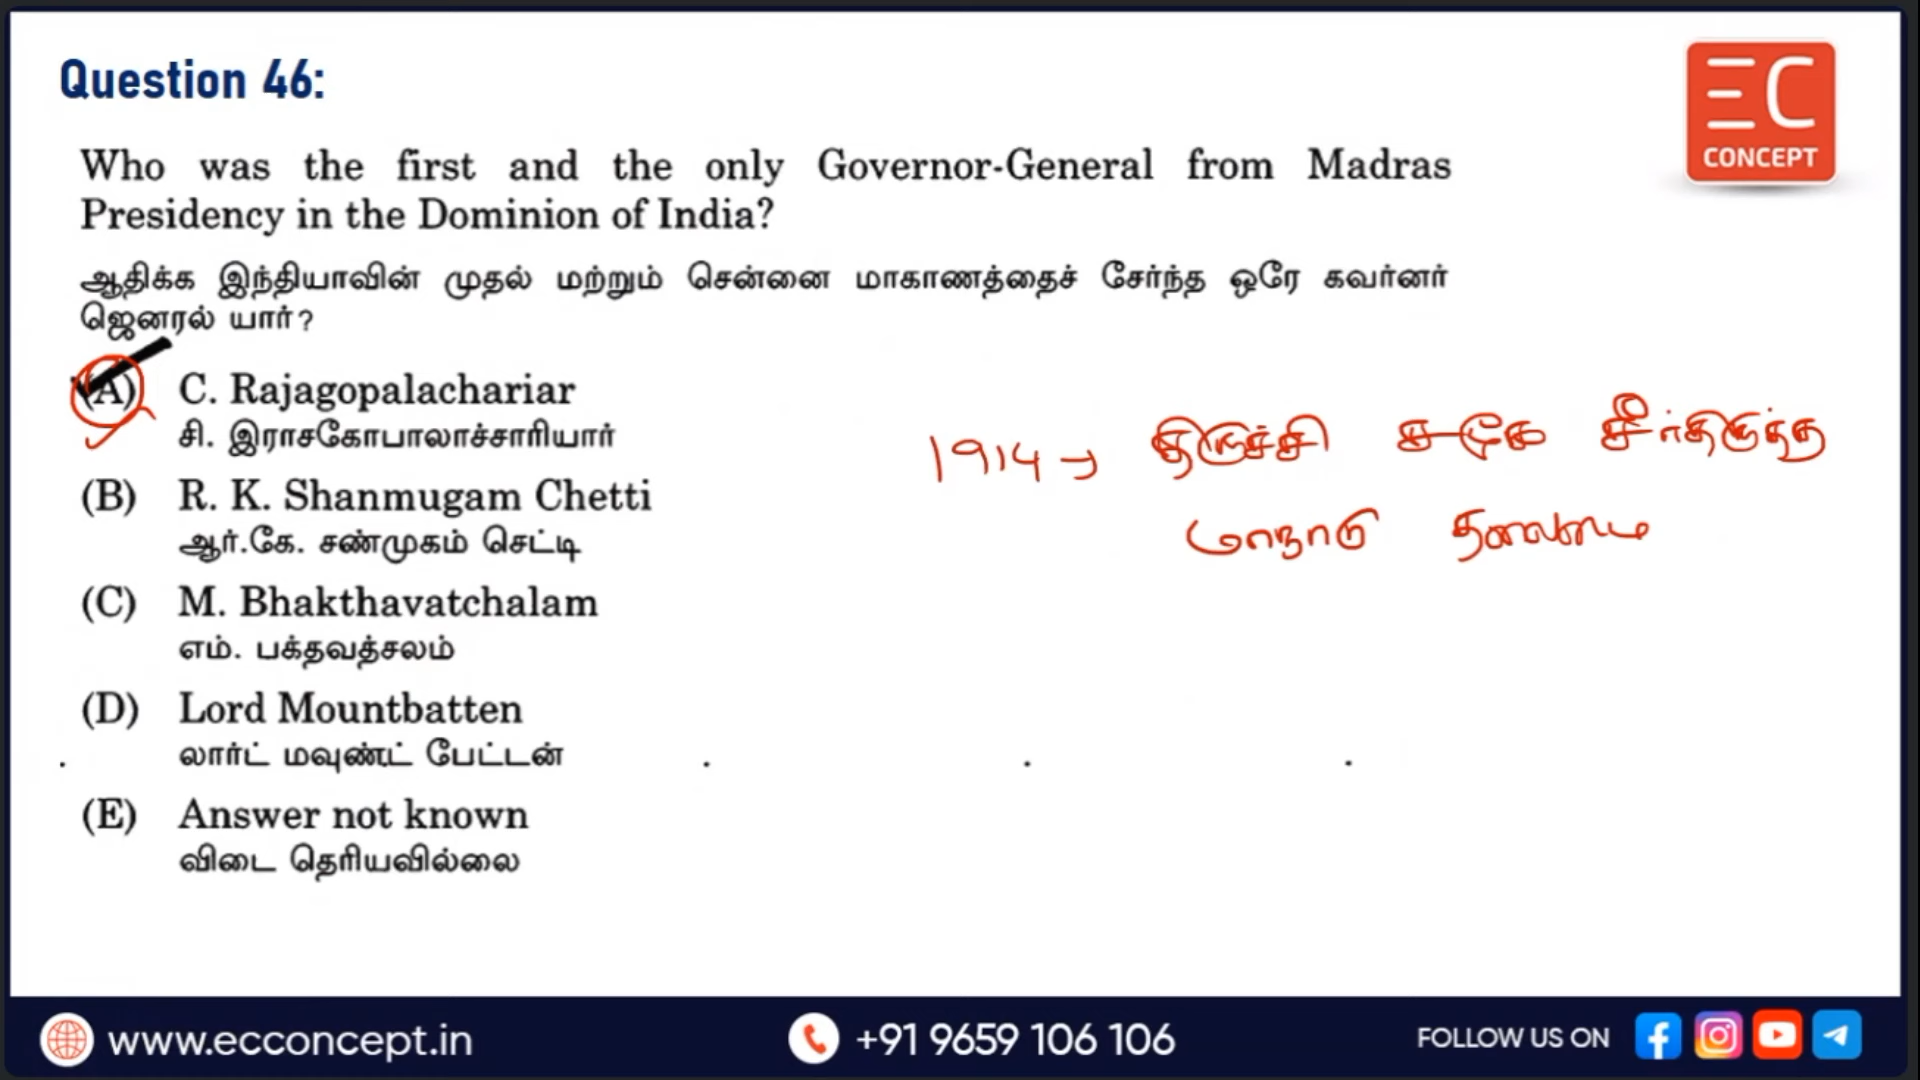 Question 46:
EC
CONCEPT
Who was the first and the only Governor-General from Madras
Presidency in the Dominion of India?
ஆதிக்க இந்தியாவின் முதல் மற்றும் சென்னை மாகாணத்தைச் சேர்ந்த ஒரே கவர்னர்
ஜெனரல் யார்?
(A) C. Rajagopalachariar
சி. இராசகோபாலாச்சாரியார்
(B) R. K. Shanmugam Chetti
ஆர்.கே. சண்முகம் செட்டி
(C) M. Bhakthavatchalam
எம். பக்தவத்சலம்
(D) Lord Mountbatten
லார்ட் மவுண்ட் பேட்டன்
(E) Answer not known
விடை தெரியவில்லை
1914 → திருச்சி சமூக சீர்திருத்த
மாநாடு தலைமை
www.ecconcept.in
+91 9659 106 106
FOLLOW US ON